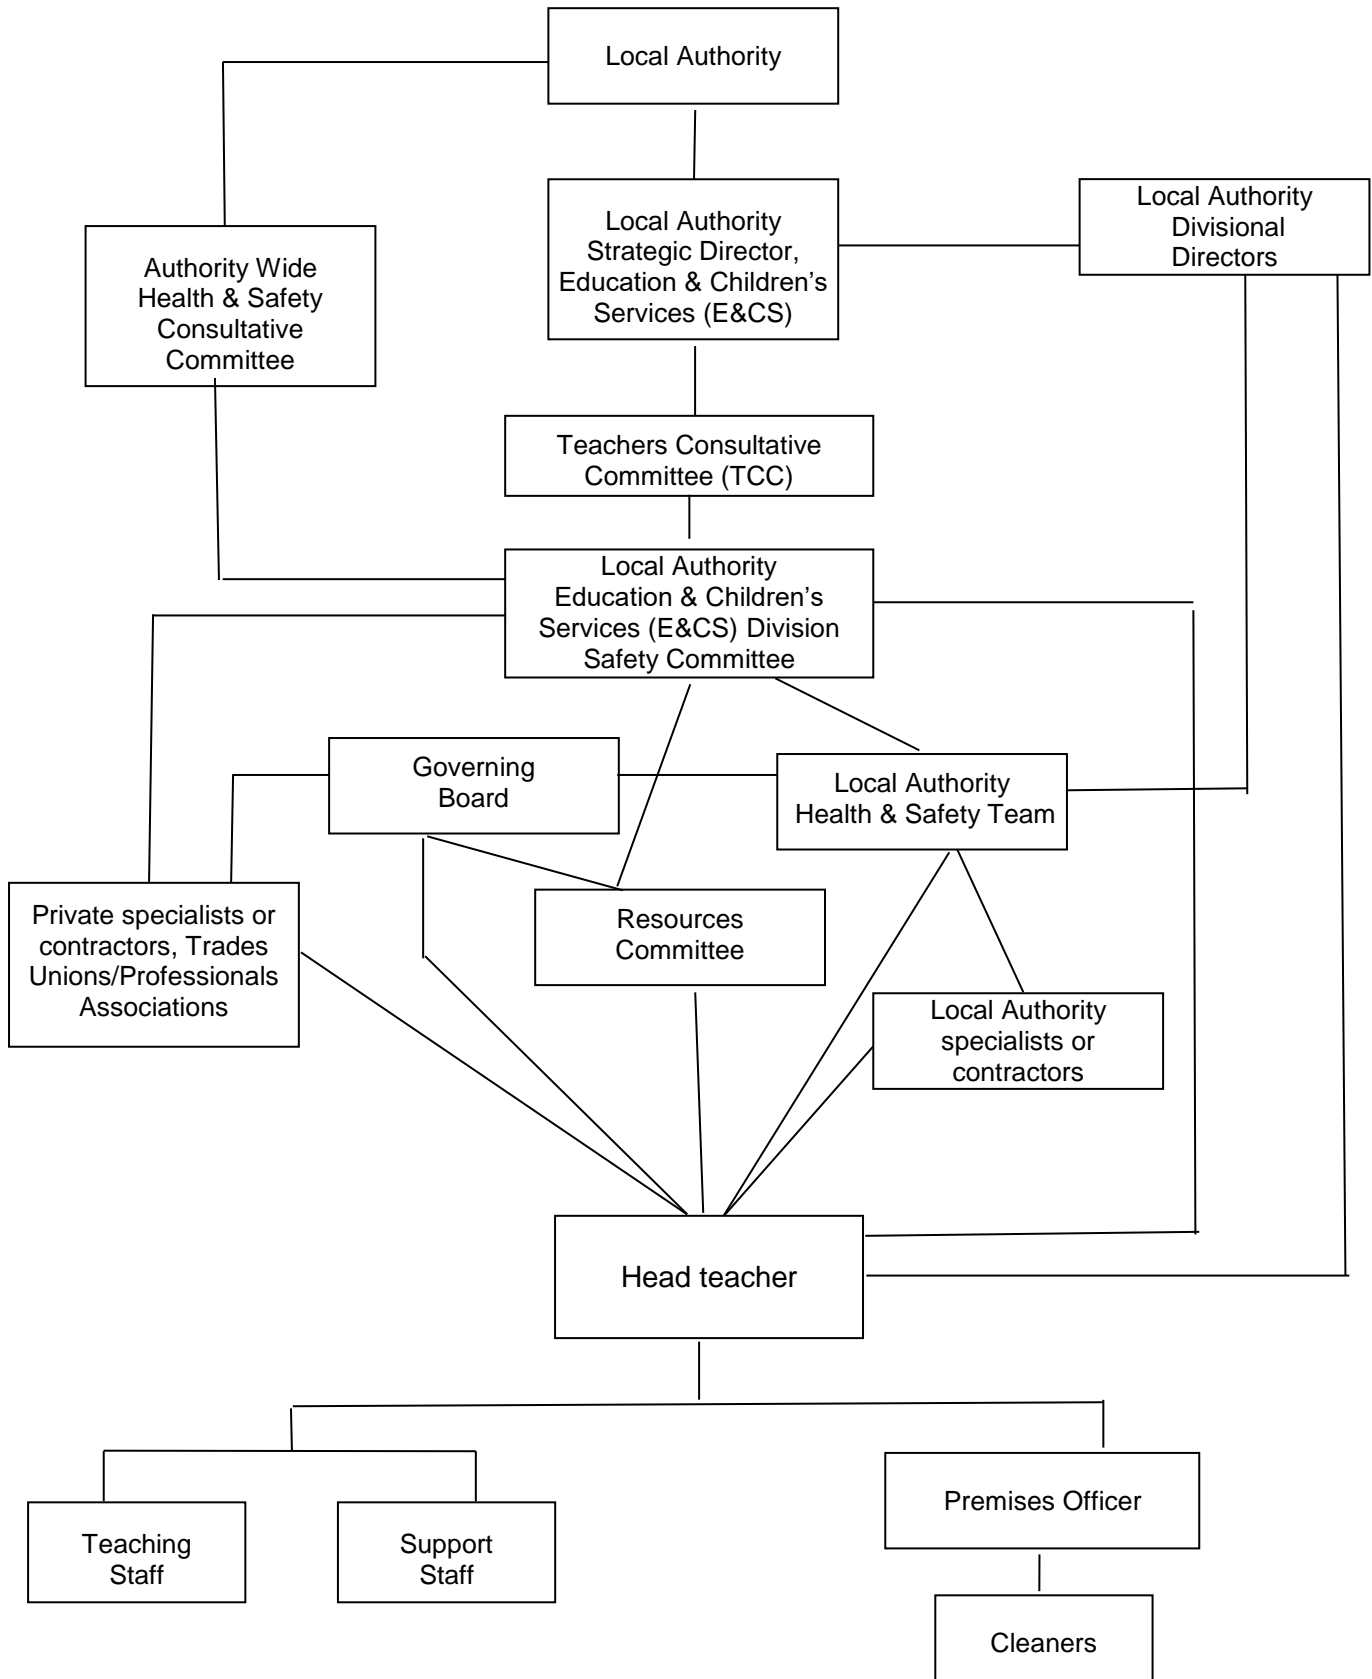 Local Authority
Local Authority
Strategic Director,
Education & Children’s
Services (E&CS)
Local Authority
Divisional
Directors
Authority Wide
Health & Safety
Consultative
Committee
Teachers Consultative
Committee (TCC)
Local Authority
Education & Children’s
Services (E&CS) Division
Safety Committee
Governing
Board
Local Authority
Health & Safety Team
Private specialists or
contractors, Trades
Unions/Professionals
Associations
Resources
Committee
Local Authority
specialists or
contractors
Head teacher
Teaching
Staff
Support
Staff
Premises Officer
Cleaners